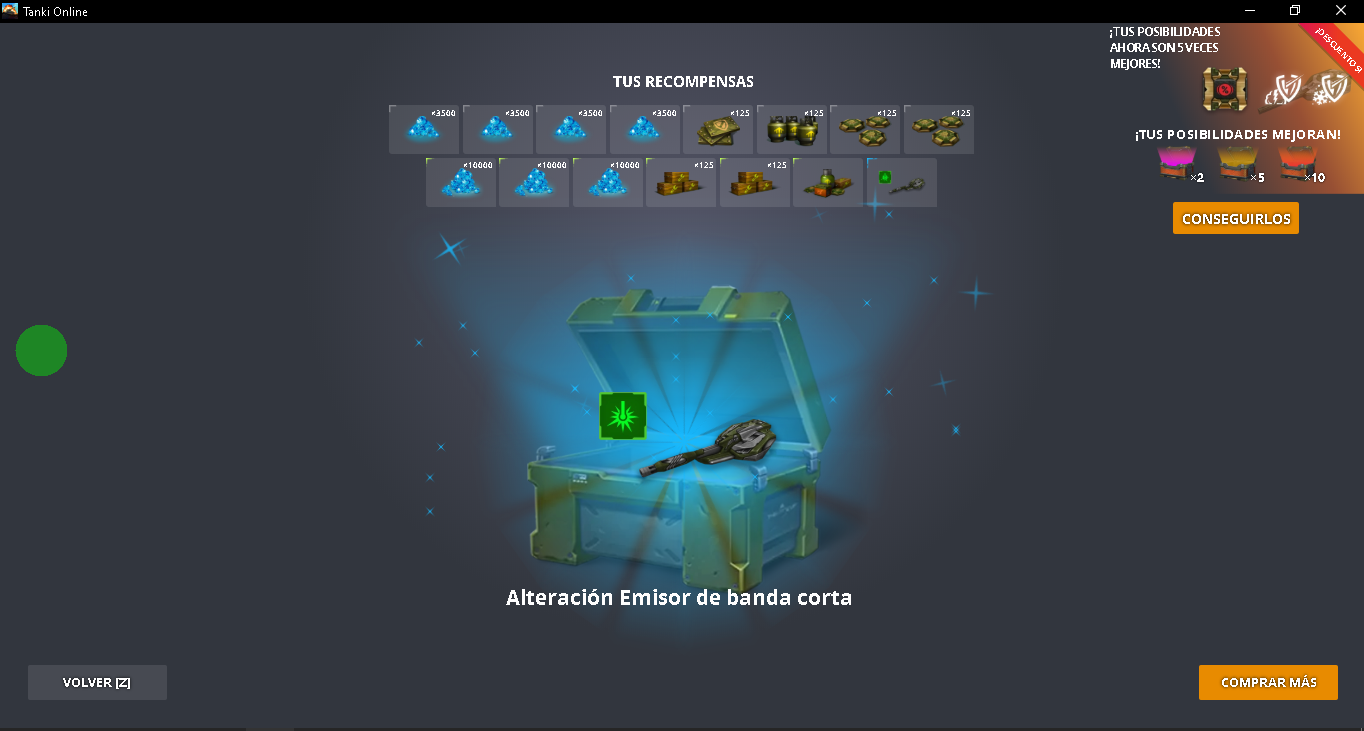 Tanki Online
¡TUS POSIBILIDADES
AHORA SON 5 VECES
MEJORES!
¡DESCUENTOS!
TUS RECOMPENSAS
×3500 ×3500 ×3500 ×3500 ×125 ×125 ×125 ×125
¡TUS POSIBILIDADES MEJORAN!
×10000 ×10000 ×10000 ×125 ×125
×2 ×5 ×10
CONSEGUIRLOS
Alteración Emisor de banda corta
VOLVER [Z]
COMPRAR MÁS